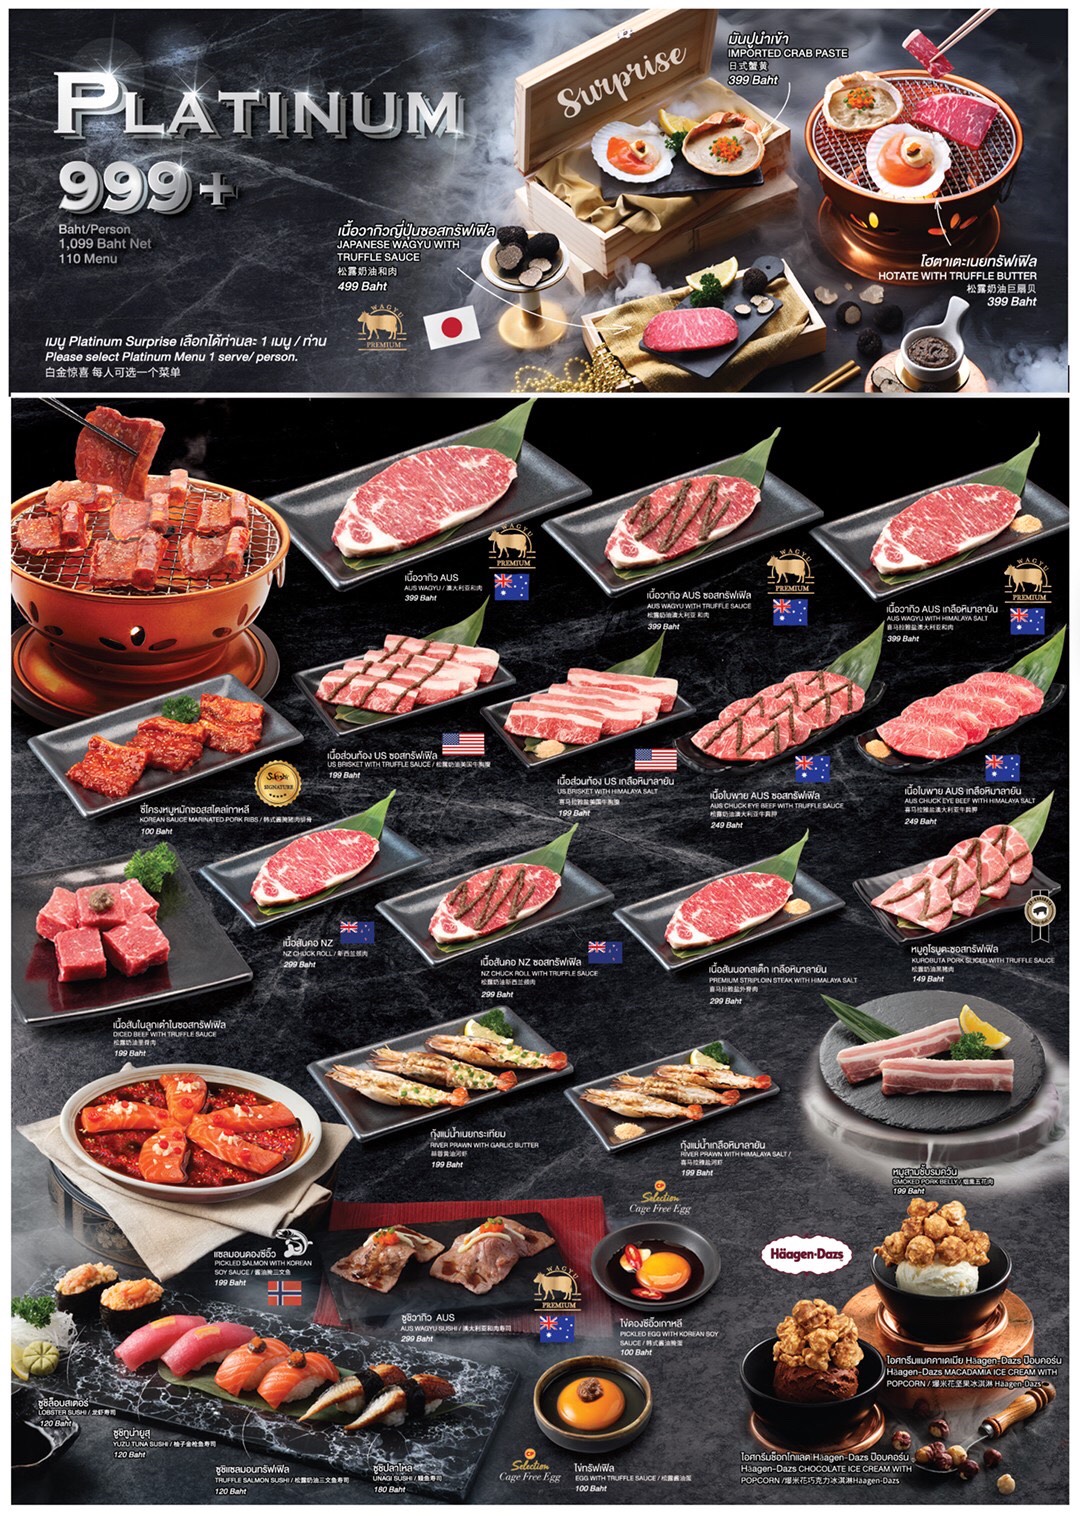 PLATINUM
999+
Baht/Person
1,099 Baht Net
110 Menu
เมนู Platinum Surprise เลือกได้ท่านละ 1 เมนู / ท่าน
Please select Platinum Menu 1 serve/ person.
白金惊喜 每人可选一个菜单
Surprise
มันปูนำเข้า
IMPORTED CRAB PASTE
日式蟹黄
399 Baht
เนื้อวากิวญี่ปุ่นซอสทรัฟเฟิล
JAPANESE WAGYU WITH
TRUFFLE SAUCE
松露奶油和肉
499 Baht
WAGYU
PREMIUM
โฮตาเตะเนยทรัฟเฟิล
HOTATE WITH TRUFFLE BUTTER
松露奶油巨扇贝
399 Baht
WAGYU
PREMIUM
เนื้อวากิว AUS
AUS WAGYU / 澳大利亚和肉
399 Baht
WAGYU
PREMIUM
เนื้อวากิว AUS ซอสทรัฟเฟิล
AUS WAGYU WITH TRUFFLE SAUCE
松露奶油澳大利亚 和肉
399 Baht
WAGYU
PREMIUM
เนื้อวากิว AUS เกลือหิมาลายัน
AUS WAGYU WITH HIMALAYA SALT
喜马拉雅盐澳大利亚和肉
399 Baht
SIGNATURE
ซี่โครงหมูหมักซอสสไตล์เกาหลี
KOREAN SAUCE MARINATED PORK RIBS / 韩式酱腌猪肉排骨
100 Baht
เนื้อส่วนท้อง US ซอสทรัฟเฟิล
US BRISKET WITH TRUFFLE SAUCE / 松露奶油美国牛胸腹
199 Baht
เนื้อส่วนท้อง US เกลือหิมาลายัน
US BRISKET WITH HIMALAYA SALT
喜马拉雅盐美国牛胸腹
199 Baht
เนื้อใบพาย AUS ซอสทรัฟเฟิล
AUS CHUCK EYE BEEF WITH TRUFFLE SAUCE
松露奶油澳大利亚牛肩胛
249 Baht
เนื้อใบพาย AUS เกลือหิมาลายัน
AUS CHUCK EYE BEEF WITH HIMALAYA SALT
喜马拉雅盐澳大利亚牛肩胛
249 Baht
เนื้อสันคอ NZ
NZ CHUCK ROLL / 新西兰颈肉
299 Baht
เนื้อสันคอ NZ ซอสทรัฟเฟิล
NZ CHUCK ROLL WITH TRUFFLE SAUCE
松露奶油新西兰颈肉
299 Baht
เนื้อสันนอกสเต็ก เกลือหิมาลายัน
PREMIUM STRIPLOIN STEAK WITH HIMALAYA SALT
喜马拉雅盐外脊肉
299 Baht
หมูคูโรบูตะซอสทรัฟเฟิล
KUROBUTA PORK SLICED WITH TRUFFLE SAUCE
松露奶油黑猪肉
149 Baht
เนื้อสันในลูกเต๋าในซอสทรัฟเฟิล
DICED BEEF WITH TRUFFLE SAUCE
松露奶油里脊肉
199 Baht
กุ้งแม่น้ำเนยกระเทียม
RIVER PRAWN WITH GARLIC BUTTER
蒜蓉黄油河虾
199 Baht
กุ้งแม่น้ำเกลือหิมาลายัน
RIVER PRAWN WITH HIMALAYA SALT /
喜马拉雅盐河虾
199 Baht
หมูสามชั้นรมควัน
SMOKED PORK BELLY / 烟熏五花肉
199 Baht
แซลมอนดองซีอิ๊ว
PICKLED SALMON WITH KOREAN
SOY SAUCE / 酱油腌三文鱼
199 Baht
WAGYU
PREMIUM
ซูชิวากิว AUS
AUS WAGYU SUSHI / 澳大利亚和肉寿司
299 Baht
CP
Selection
Cage Free Egg
ไข่ดองซีอิ๊วเกาหลี
PICKLED EGG WITH KOREAN SOY
SAUCE / 韩式酱油腌蛋
100 Baht
Häagen-Dazs
ไอศกรีมแมคคาเดเมีย Häagen-Dazs ป๊อบคอร์น
Häagen-Dazs MACADAMIA ICE CREAM WITH
POPCORN / 爆米花坚果冰淇淋 Häagen-Dazs
ซูชิล็อบสเตอร์
LOBSTER SUSHI / 龙虾寿司
120 Baht
ซูชิทูน่ายูสุ
YUZU TUNA SUSHI / 柚子金枪鱼寿司
120 Baht
ซูชิแซลมอนทรัฟเฟิล
TRUFFLE SALMON SUSHI / 松露奶油三文鱼寿司
120 Baht
ซูชิปลาไหล
UNAGI SUSHI / 鳗鱼寿司
180 Baht
CP
Selection
Cage Free Egg
ไข่ทรัฟเฟิล
EGG WITH TRUFFLE SAUCE / 松露酱油蛋
100 Baht
ไอศกรีมช็อกโกแลต Häagen-Dazs ป๊อบคอร์น
Häagen-Dazs CHOCOLATE ICE CREAM WITH
POPCORN /爆米花巧克力冰淇淋Häagen-Dazs